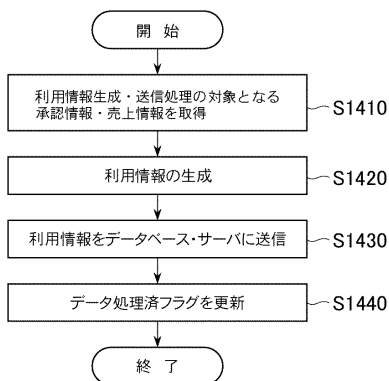 開 始
利用情報生成・送信処理の対象となる
承認情報・売上情報を取得
S1410
利用情報の生成
S1420
利用情報をデータベース・サーバに送信
S1430
データ処理済フラグを更新
S1440
終 了